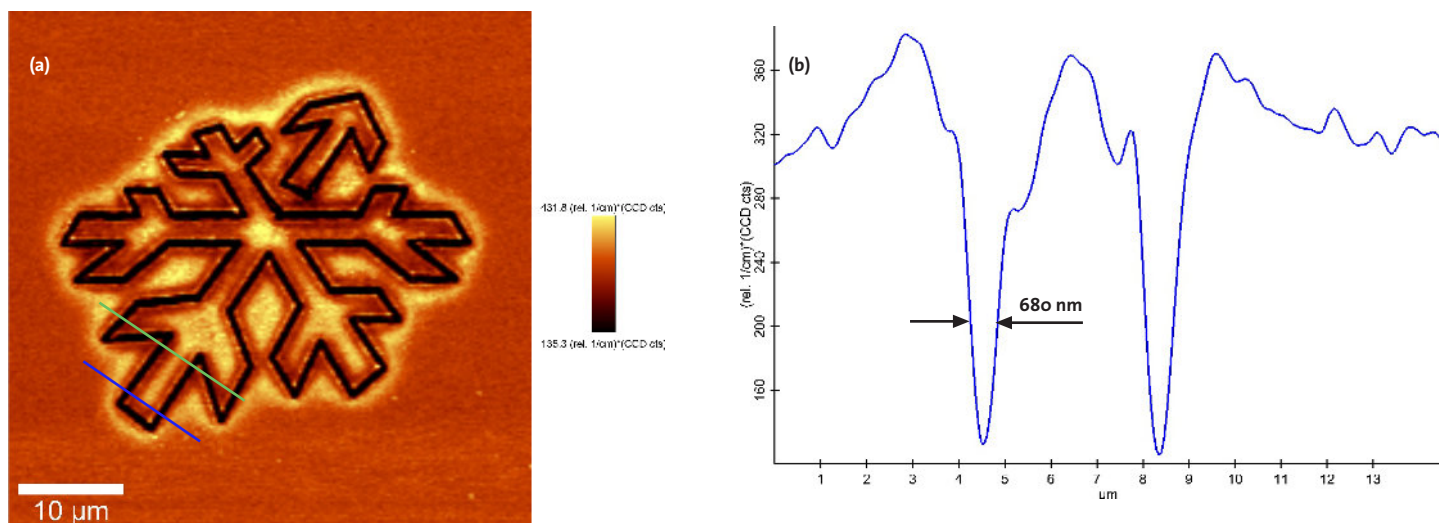 (a)
431.8 (rel. 1/cm)*(CCD cts)
135.3 (rel. 1/cm)*(CCD cts)
10 µm
(b)
(rel. 1/cm)*(CCD cts)
360
320
280
240
200
160
680 nm
1 2 3 4 5 6 7 8 9 10 11 12 13
um